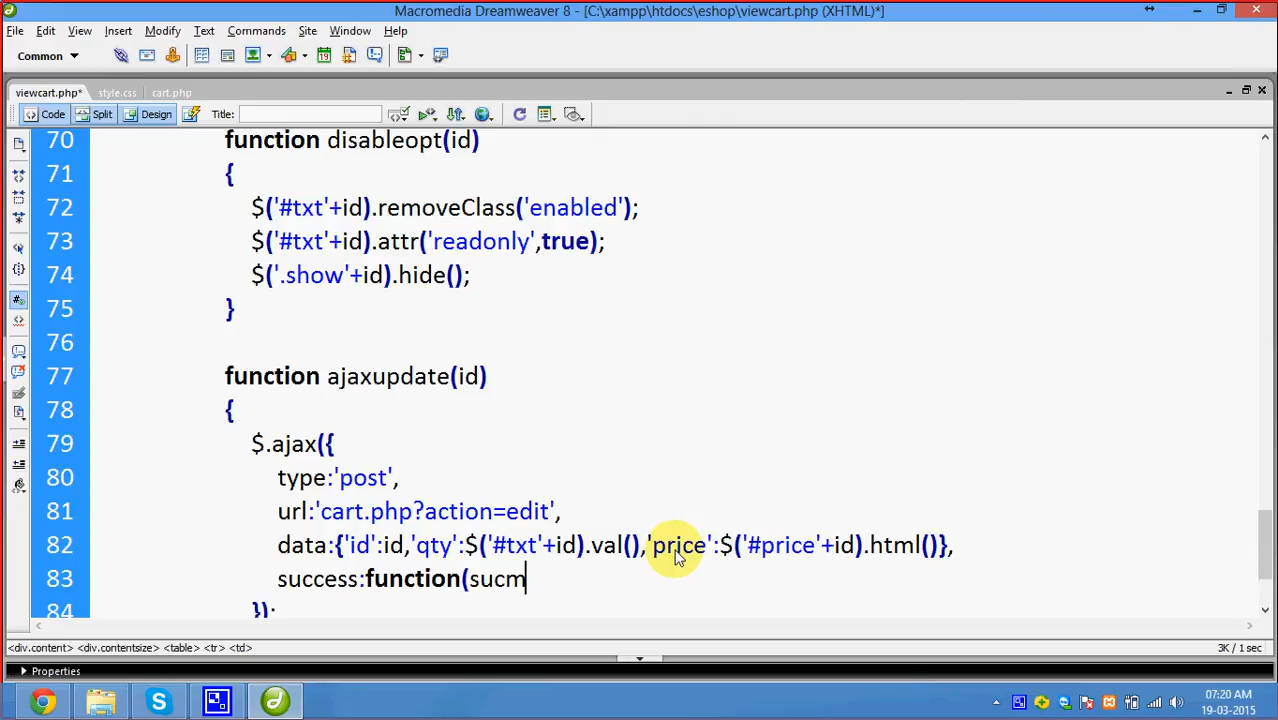 Macromedia Dreamweaver 8 - [C:\xampp\htdocs\eshop\viewcart.php (XHTML)*]
File Edit View Insert Modify Text Commands Site Window Help
Common
viewcart.php* style.css cart.php
Code Split Design Title:
70 function disableopt(id)
71 {
72 $('#txt'+id).removeClass('enabled');
73 $('#txt'+id).attr('readonly',true);
74 $('.show'+id).hide();
75 }
76
77 function ajaxupdate(id)
78 {
79 $.ajax({
80 type:'post',
81 url:'cart.php?action=edit',
82 data:{'id':id,'qty':$('#txt'+id).val(),'price':$('#price'+id).html()},
83 success:function(sucm
84 });
<div.content> <div.contentsize> <table> <tr> <td> 3K / 1 sec
Properties
07:20 AM
19-03-2015